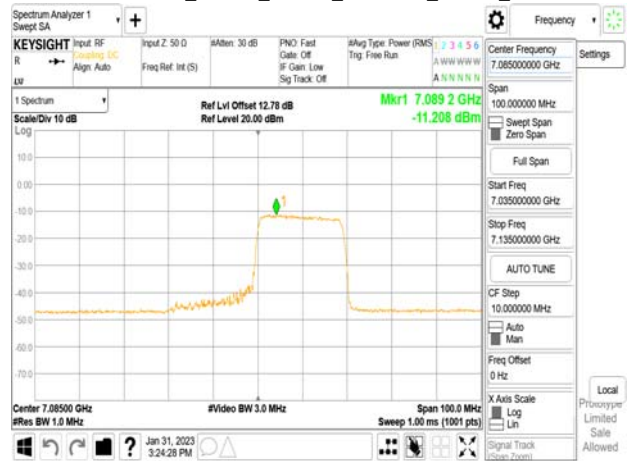 Spectrum Analyzer 1
Swept SA
Frequency
KEYSIGHT
Input: RF
Coupling: DC
Align: Auto
Input Z: 50 Ω
Freq Ref: Int (S)
#Atten: 30 dB
PNO: Fast
Gate: Off
IF Gain: Low
Sig Track: Off
#Avg Type: Power (RMS
Trig: Free Run
1 2 3 4 5 6
A W W W W W
A N N N N N
R
Center Frequency
7.085000000 GHz
Settings
Span
100.000000 MHz
Swept Span
Zero Span
Full Span
Start Freq
7.035000000 GHz
Stop Freq
7.135000000 GHz
AUTO TUNE
CF Step
10.000000 MHz
Auto
Man
Freq Offset
0 Hz
X Axis Scale
Log
Lin
Signal Track
(Span Zoom)
Local
Prototype
Limited
Sale
Allowed
1 Spectrum
Scale/Div 10 dB
Log
Ref Lvl Offset 12.78 dB
Ref Level 20.00 dBm
Mkr1 7.089 2 GHz
-11.208 dBm
1
10.0
0.00
-10.0
-20.0
-30.0
-40.0
-50.0
-60.0
-70.0
Center 7.08500 GHz
#Res BW 1.0 MHz
#Video BW 3.0 MHz
Span 100.0 MHz
Sweep 1.00 ms (1001 pts)
?
Jan 31, 2023
3:24:28 PM